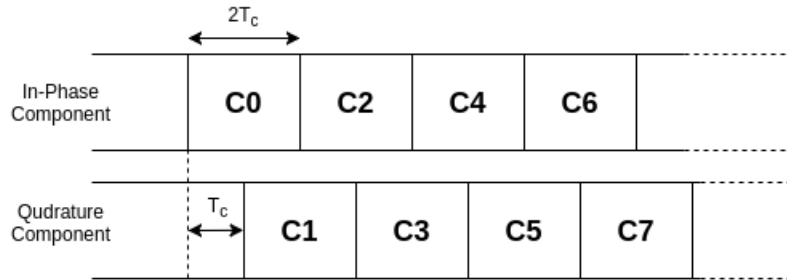 2Tc
In-Phase
Component
C0 C2 C4 C6
Qudrature
Component
Tc
C1 C3 C5 C7